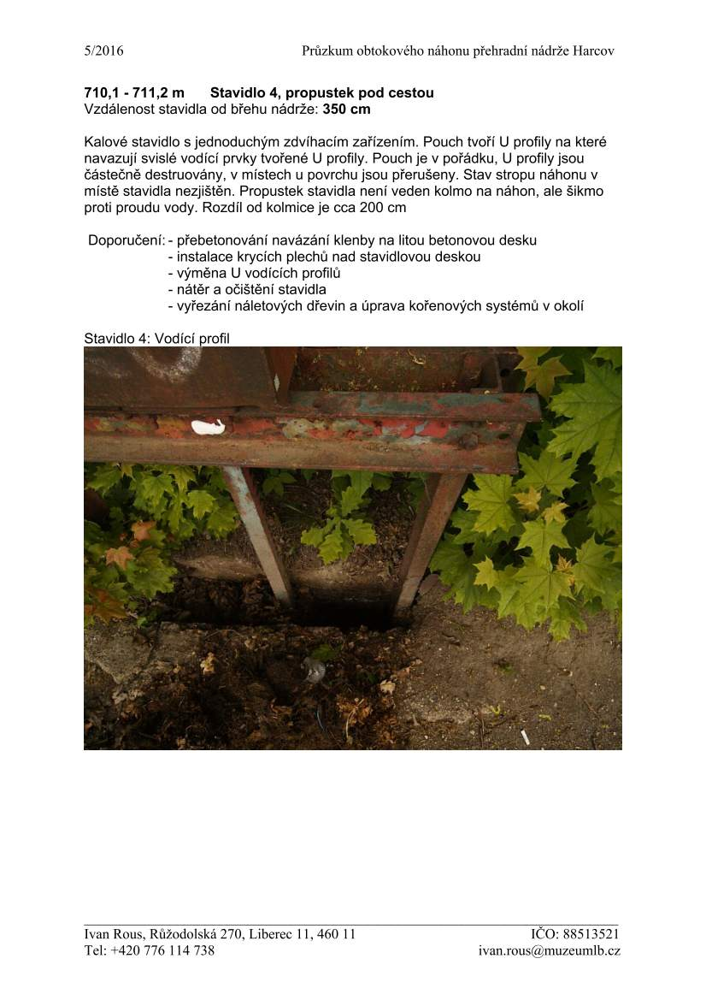 5/2016 Průzkum obtokového náhonu přehradní nádrže Harcov
710,1 - 711,2 m Stavidlo 4, propustek pod cestou
Vzdálenost stavidla od břehu nádrže: 350 cm
Kalové stavidlo s jednoduchým zdvíhacím zařízením. Pouch tvoří U profily na které
navazují svislé vodící prvky tvořené U profily. Pouch je v pořádku, U profily jsou
částečně destruovány, v místech u povrchu jsou přerušeny. Stav stropu náhonu v
místě stavidla nezjištěn. Propustek stavidla není veden kolmo na náhon, ale šikmo
proti proudu vody. Rozdíl od kolmice je cca 200 cm
Doporučení: - přebetonování navázání klenby na litou betonovou desku
- instalace krycích plechů nad stavidlovou deskou
- výměna U vodících profilů
- nátěr a očištění stavidla
- vyřezání náletových dřevin a úprava kořenových systémů v okolí
Stavidlo 4: Vodící profil
Ivan Rous, Růžodolská 270, Liberec 11, 460 11 IČO: 88513521
Tel: +420 776 114 738 ivan.rous@muzeumlb.cz